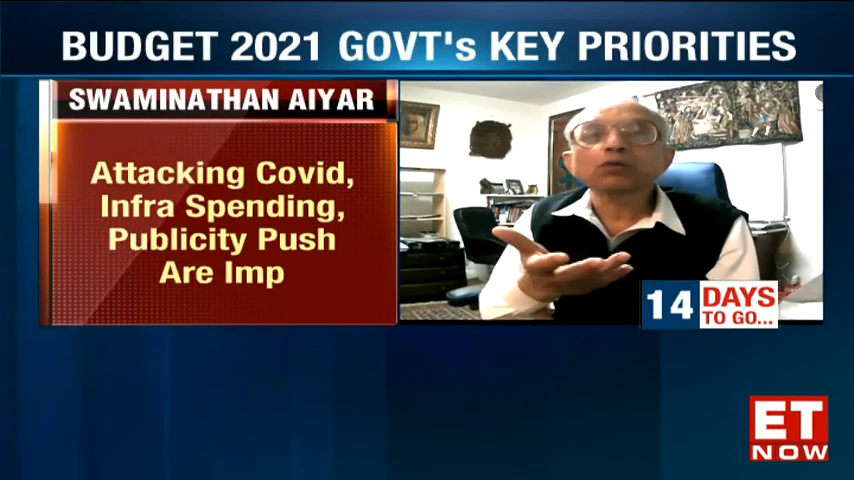 BUDGET 2021 GOVT's KEY PRIORITIES
SWAMINATHAN AIYAR
Attacking Covid,
Infra Spending,
Publicity Push
Are Imp
14 DAYS
TO GO...
ET
NOW